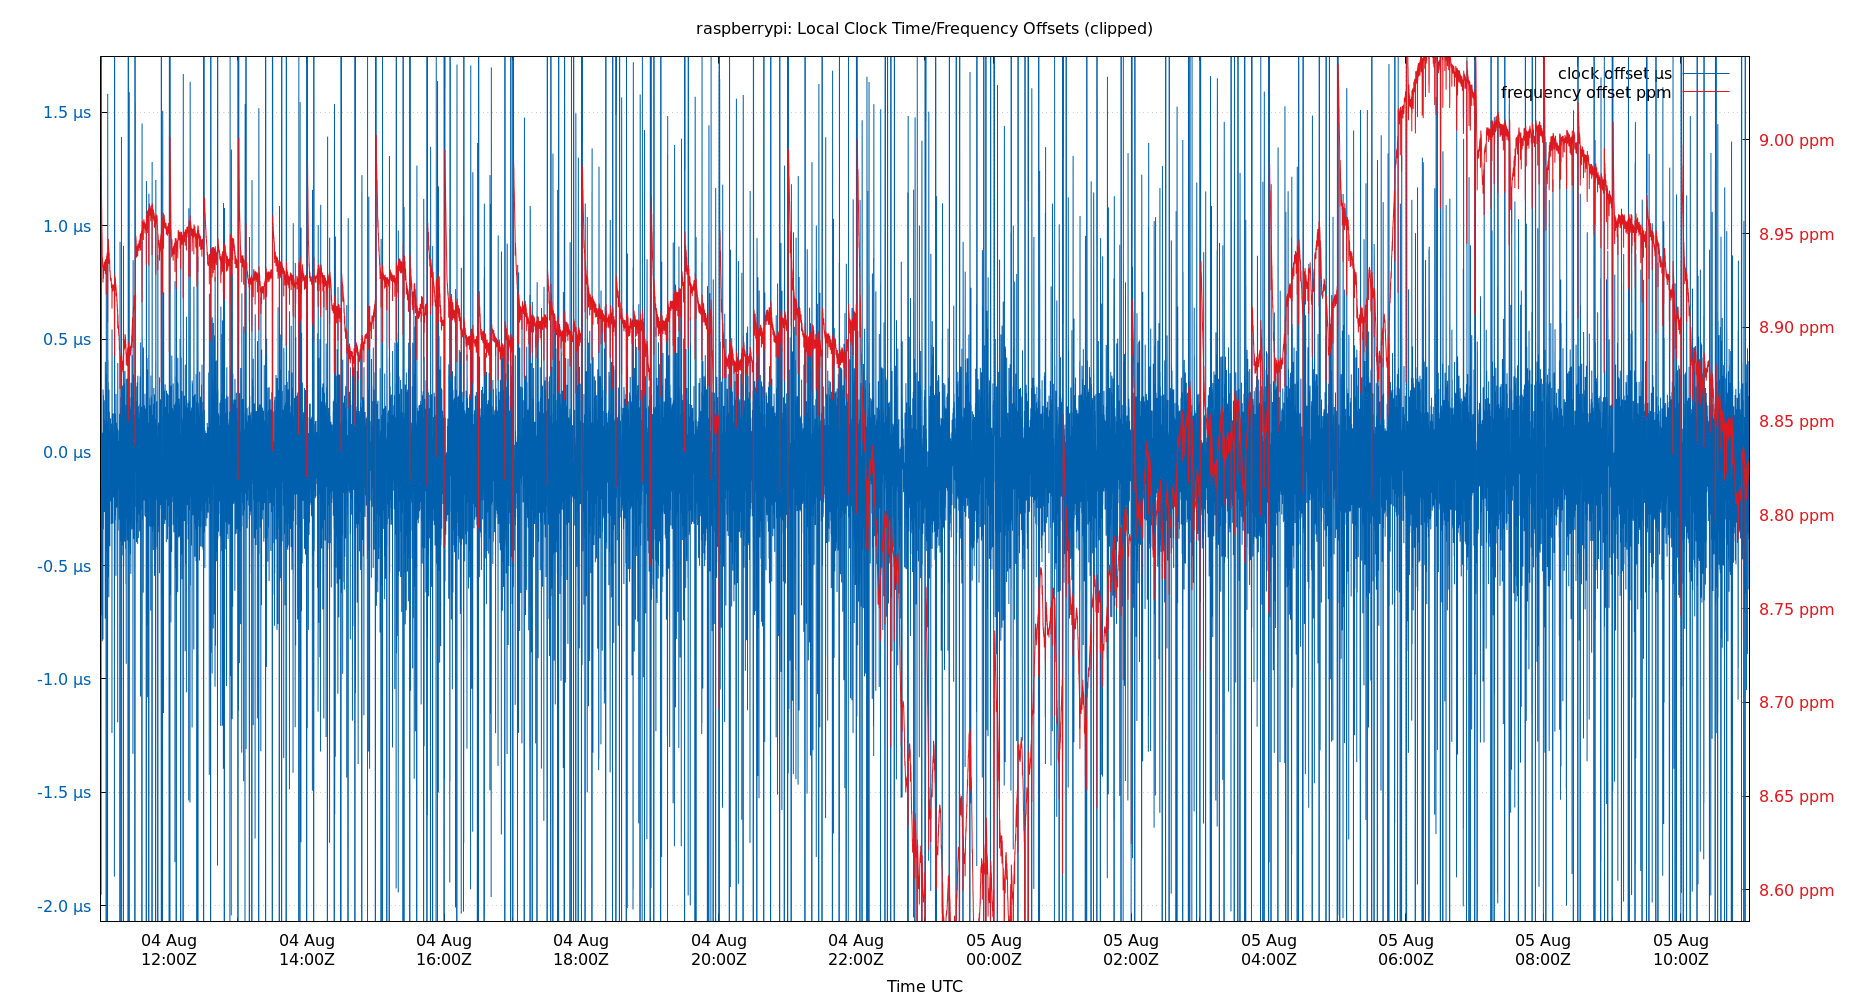 raspberrypi: Local Clock Time/Frequency Offsets (clipped)
clock offset µs
frequency offset ppm
1.5 µs
1.0 µs
0.5 µs
0.0 µs
-0.5 µs
-1.0 µs
-1.5 µs
-2.0 µs
9.00 ppm
8.95 ppm
8.90 ppm
8.85 ppm
8.80 ppm
8.75 ppm
8.70 ppm
8.65 ppm
8.60 ppm
04 Aug 04 Aug 04 Aug 04 Aug 04 Aug 04 Aug 05 Aug 05 Aug 05 Aug 05 Aug 05 Aug 05 Aug
12:00Z 14:00Z 16:00Z 18:00Z 20:00Z 22:00Z 00:00Z 02:00Z 04:00Z 06:00Z 08:00Z 10:00Z
Time UTC